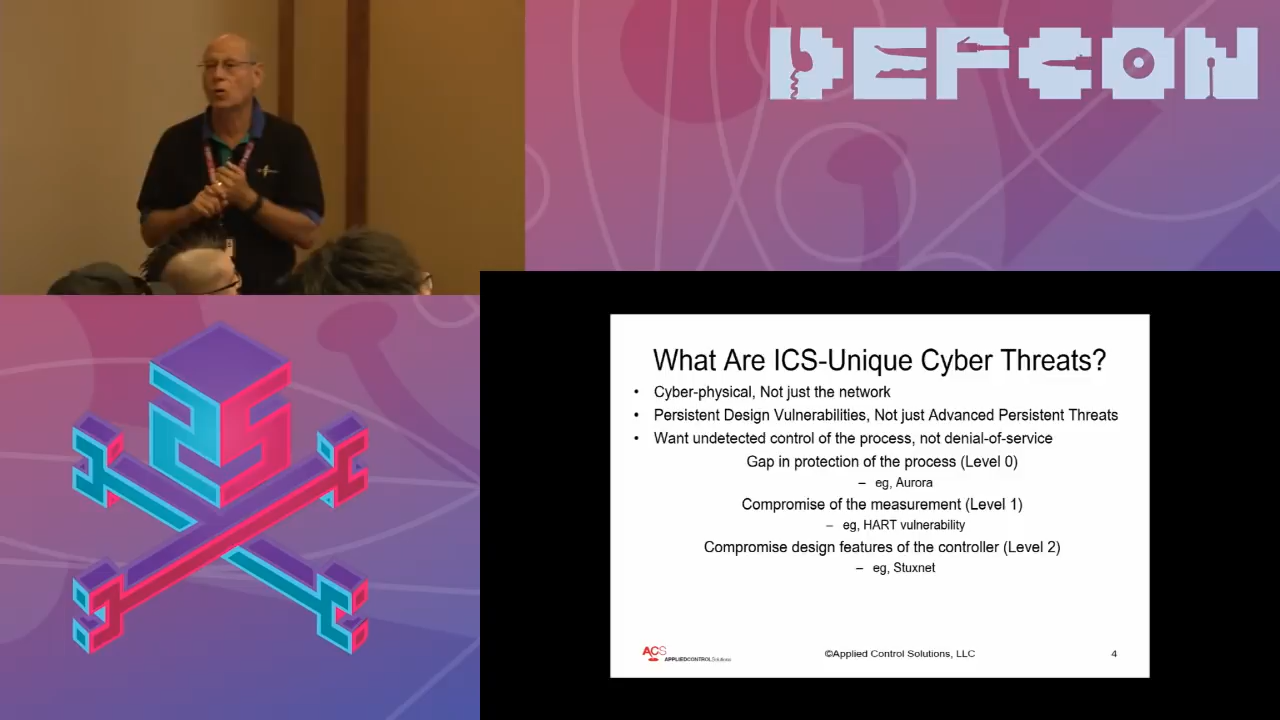 DEFCON
What Are ICS-Unique Cyber Threats?
• Cyber-physical, Not just the network
• Persistent Design Vulnerabilities, Not just Advanced Persistent Threats
• Want undetected control of the process, not denial-of-service
Gap in protection of the process (Level 0)
– eg, Aurora
Compromise of the measurement (Level 1)
– eg, HART vulnerability
Compromise design features of the controller (Level 2)
– eg, Stuxnet
ACS APPLIEDCONTROLSolutions
©Applied Control Solutions, LLC
4